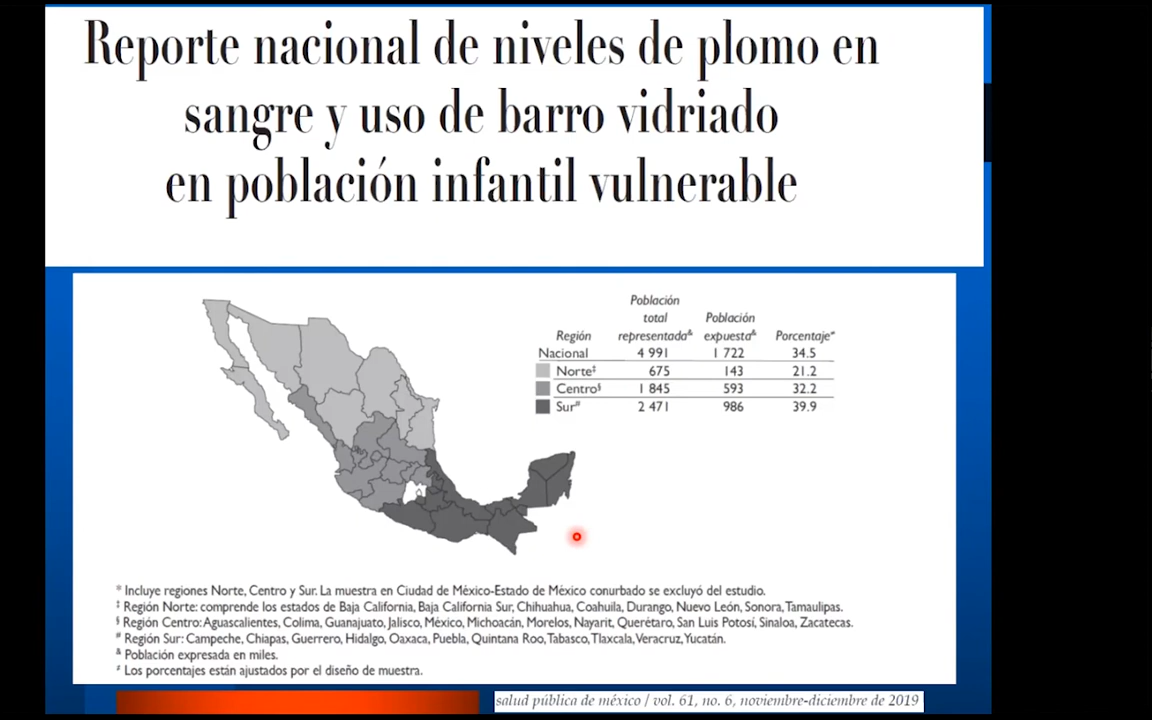 Reporte nacional de niveles de plomo en
sangre y uso de barro vidriado
en población infantil vulnerable
Población
total Población
Región representada& expuesta& Porcentaje≠
Nacional 4 991 1 722 34.5
Norte‡ 675 143 21.2
Centro§ 1 845 593 32.2
Sur# 2 471 986 39.9
* Incluye regiones Norte, Centro y Sur. La muestra en Ciudad de México-Estado de México conurbado se excluyó del estudio.
‡ Región Norte: comprende los estados de Baja California, Baja California Sur, Chihuahua, Coahuila, Durango, Nuevo León, Sonora, Tamaulipas.
§ Región Centro: Aguascalientes, Colima, Guanajuato, Jalisco, México, Michoacán, Morelos, Nayarit, Querétaro, San Luis Potosí, Sinaloa, Zacatecas.
# Región Sur: Campeche, Chiapas, Guerrero, Hidalgo, Oaxaca, Puebla, Quintana Roo, Tabasco, Tlaxcala, Veracruz, Yucatán.
& Población expresada en miles.
≠ Los porcentajes están ajustados por el diseño de muestra.
salud pública de méxico / vol. 61, no. 6, noviembre-diciembre de 2019